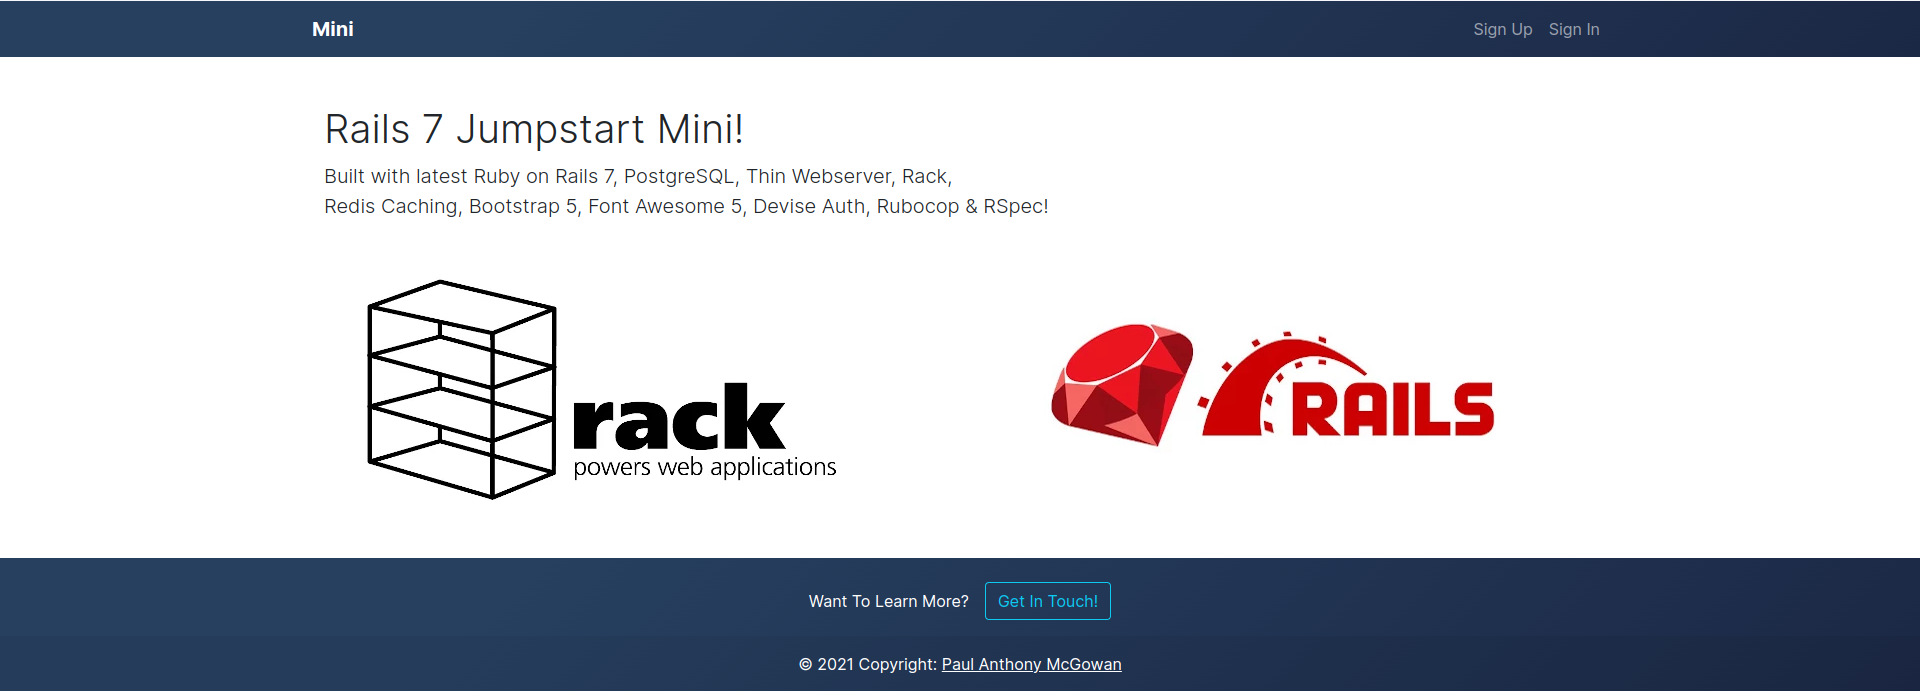 Mini
Sign Up Sign In
Rails 7 Jumpstart Mini!
Built with latest Ruby on Rails 7, PostgreSQL, Thin Webserver, Rack,
Redis Caching, Bootstrap 5, Font Awesome 5, Devise Auth, Rubocop & RSpec!
rack
powers web applications
RAILS
Want To Learn More? Get In Touch!
© 2021 Copyright: Paul Anthony McGowan